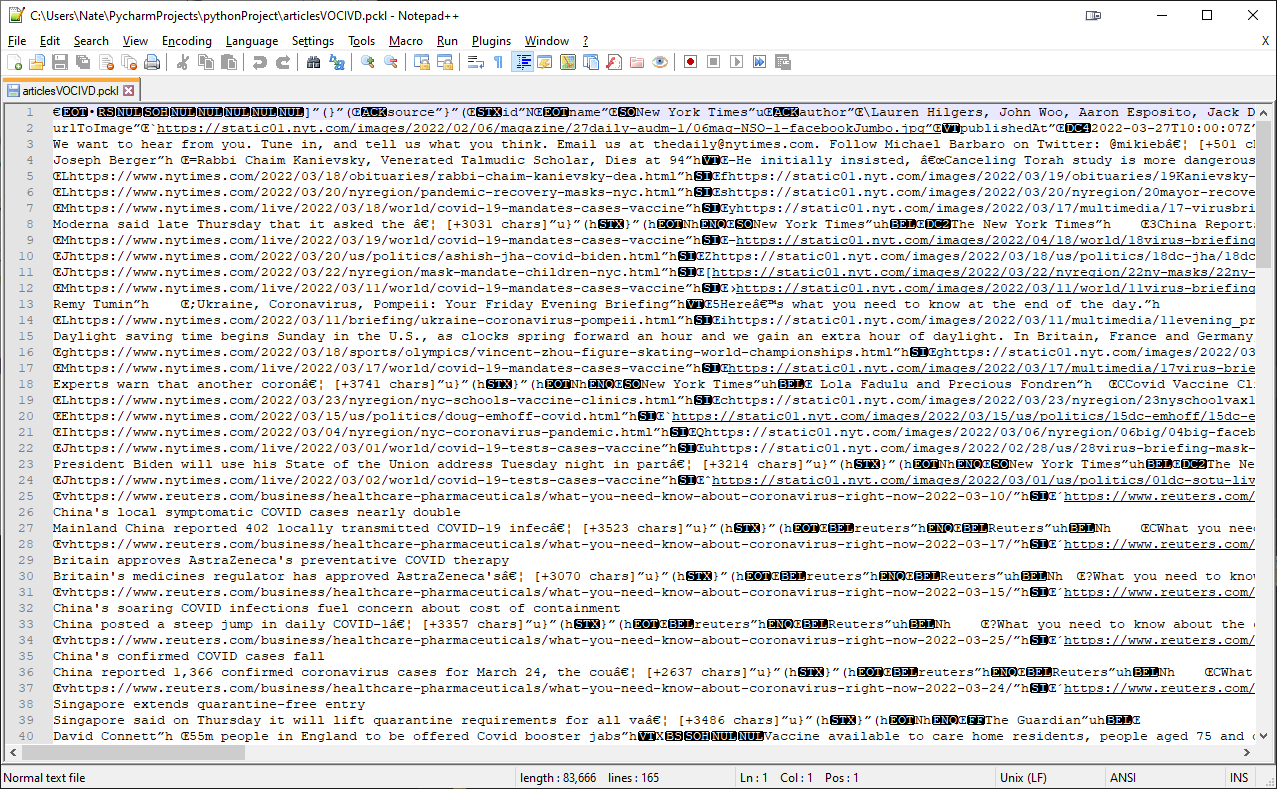 C:\Users\Nate\PycharmProjects\pythonProject\articlesVOCIVD.pckl - Notepad++
File Edit Search View Encoding Language Settings Tools Macro Run Plugins Window ? X
articlesVOCIVD.pckl
1 €EOT•RSNULSOHNULNULNULNULNUL]”(}”(ŒACKsource”}”(ŒSTXid”NŒEOTname”ŒSONew York Times”uŒACKauthor”Œ\Lauren Hilgers, John Woo, Aaron Esposito, Jack D
2 urlToImage”Œ`https://static01.nyt.com/images/2022/02/06/magazine/27daily-audm-1/06mag-NSO-1-facebookJumbo.jpg”ŒVTpublishedAt”ŒDC42022-03-27T10:00:07Z”
3 We want to hear from you. Tune in, and tell us what you think. Email us at thedaily@nytimes.com. Follow Michael Barbaro on Twitter: @mikiebâ€¦ [+501 c
4 Joseph Berger”h Œ=Rabbi Chaim Kanievsky, Venerated Talmudic Scholar, Dies at 94”hVTŒ-He initially insisted, â€œCanceling Torah study is more dangerous
5 ŒLhttps://www.nytimes.com/2022/03/18/obituaries/rabbi-chaim-kanievsky-dea.html”hSIŒfhttps://static01.nyt.com/images/2022/03/19/obituaries/19Kanievsky-
6 ŒLhttps://www.nytimes.com/2022/03/20/nyregion/pandemic-recovery-masks-nyc.html”hSIŒshttps://static01.nyt.com/images/2022/03/20/nyregion/20mayor-recove
7 ŒMhttps://www.nytimes.com/live/2022/03/18/world/covid-19-mandates-cases-vaccine”hSIŒyhttps://static01.nyt.com/images/2022/03/17/multimedia/17-virusbri
8 Moderna said late Thursday that it asked the â€¦ [+3031 chars]”u}”(hSTX}”(hEOTNhENQŒSONew York Times”uhBELŒDC2The New York Times”h Œ3China Report
9 ŒMhttps://www.nytimes.com/live/2022/03/19/world/covid-19-mandates-cases-vaccine”hSIŒ–https://static01.nyt.com/images/2022/04/18/world/18virus-briefing
10 ŒJhttps://www.nytimes.com/2022/03/20/us/politics/ashish-jha-covid-biden.html”hSIŒZhttps://static01.nyt.com/images/2022/03/18/us/politics/18dc-jha/18dc
11 ŒJhttps://www.nytimes.com/2022/03/22/nyregion/mask-mandate-children-nyc.html”hSIŒ[https://static01.nyt.com/images/2022/03/22/nyregion/22ny-masks/22ny-
12 ŒMhttps://www.nytimes.com/live/2022/03/11/world/covid-19-mandates-cases-vaccine”hSIŒ›https://static01.nyt.com/images/2022/03/11/world/11virus-briefing
13 Remy Tumin”h Œ;Ukraine, Coronavirus, Pompeii: Your Friday Evening Briefing”hVTŒ5Hereâ€™s what you need to know at the end of the day.”h
14 ŒLhttps://www.nytimes.com/2022/03/11/briefing/ukraine-coronavirus-pompeii.html”hSIŒihttps://static01.nyt.com/images/2022/03/11/multimedia/11evening_pr
15 Daylight saving time begins Sunday in the U.S., as clocks spring forward an hour and we gain an extra hour of daylight. In Britain, France and Germany
16 Œghttps://www.nytimes.com/2022/03/18/sports/olympics/vincent-zhou-figure-skating-world-championships.html”hSIŒghttps://static01.nyt.com/images/2022/03
17 ŒMhttps://www.nytimes.com/live/2022/03/17/world/covid-19-mandates-cases-vaccine”hSIŒ—https://static01.nyt.com/images/2022/03/17/multimedia/17virus-brie
18 Experts warn that another coronâ€¦ [+3741 chars]”u}”(hSTX}”(hEOTNhENQŒSONew York Times”uhBELŒ Lola Fadulu and Precious Fondren”h ŒCCovid Vaccine Cl
19 ŒLhttps://www.nytimes.com/2022/03/23/nyregion/nyc-schools-vaccine-clinics.html”hSIŒchttps://static01.nyt.com/images/2022/03/23/nyregion/23nyschoolvaxl
20 ŒEhttps://www.nytimes.com/2022/03/15/us/politics/doug-emhoff-covid.html”hSIŒ`https://static01.nyt.com/images/2022/03/15/us/politics/15dc-emhoff/15dc-e
21 ŒIhttps://www.nytimes.com/2022/03/04/nyregion/nyc-coronavirus-pandemic.html”hSIŒQhttps://static01.nyt.com/images/2022/03/06/nyregion/06big/04big-faceb
22 ŒJhttps://www.nytimes.com/live/2022/03/01/world/covid-19-tests-cases-vaccine”hSIŒuhttps://static01.nyt.com/images/2022/02/28/us/28virus-briefing-mask-
23 President Biden will use his State of the Union address Tuesday night in partâ€¦ [+3214 chars]”u}”(hSTX}”(hEOTNhENQŒSONew York Times”uhBELŒDC2The Ne
24 ŒJhttps://www.nytimes.com/live/2022/03/02/world/covid-19-tests-cases-vaccine”hSIŒˆhttps://static01.nyt.com/images/2022/03/01/us/politics/01dc-sotu-liv
25 Œvhttps://www.reuters.com/business/healthcare-pharmaceuticals/what-you-need-know-about-coronavirus-right-now-2022-03-10/”hSIŒ´https://www.reuters.com/
26 China's local symptomatic COVID cases nearly double
27 Mainland China reported 402 locally transmitted COVID-19 infecâ€¦ [+3523 chars]”u}”(hSTX}”(hEOTŒBELreuters”hENQŒBELReuters”uhBELNh ŒCWhat you nee
28 Œvhttps://www.reuters.com/business/healthcare-pharmaceuticals/what-you-need-know-about-coronavirus-right-now-2022-03-17/”hSIŒ´https://www.reuters.com/
29 Britain approves AstraZeneca's preventative COVID therapy
30 Britain's medicines regulator has approved AstraZeneca'sâ€¦ [+3070 chars]”u}”(hSTX}”(hEOTŒBELreuters”hENQŒBELReuters”uhBELNh Œ?What you need to kno
31 Œvhttps://www.reuters.com/business/healthcare-pharmaceuticals/what-you-need-know-about-coronavirus-right-now-2022-03-15/”hSIŒ´https://www.reuters.com/
32 China's soaring COVID infections fuel concern about cost of containment
33 China posted a steep jump in daily COVID-1â€¦ [+3357 chars]”u}”(hSTX}”(hEOTŒBELreuters”hENQŒBELReuters”uhBELNh Œ?What you need to know about the
34 Œvhttps://www.reuters.com/business/healthcare-pharmaceuticals/what-you-need-know-about-coronavirus-right-now-2022-03-25/”hSIŒ´https://www.reuters.com/
35 China's confirmed COVID cases fall
36 China reported 1,366 confirmed coronavirus cases for March 24, the couâ€¦ [+2637 chars]”u}”(hSTX}”(hEOTŒBELreuters”hENQŒBELReuters”uhBELNh ŒCWhat
37 Œvhttps://www.reuters.com/business/healthcare-pharmaceuticals/what-you-need-know-about-coronavirus-right-now-2022-03-24/”hSIŒ´https://www.reuters.com/
38 Singapore extends quarantine-free entry
39 Singapore said on Thursday it will lift quarantine requirements for all vaâ€¦ [+3486 chars]”u}”(hSTX}”(hEOTNhENQŒFFThe Guardian”uhBELŒ
40 David Connett”h Œ55m people in England to be offered Covid booster jabs”hVTXBSSOHNULNULVaccine available to care home residents, people aged 75 and
Normal text file length : 83,666 lines : 165 Ln : 1 Col : 1 Pos : 1 Unix (LF) ANSI INS